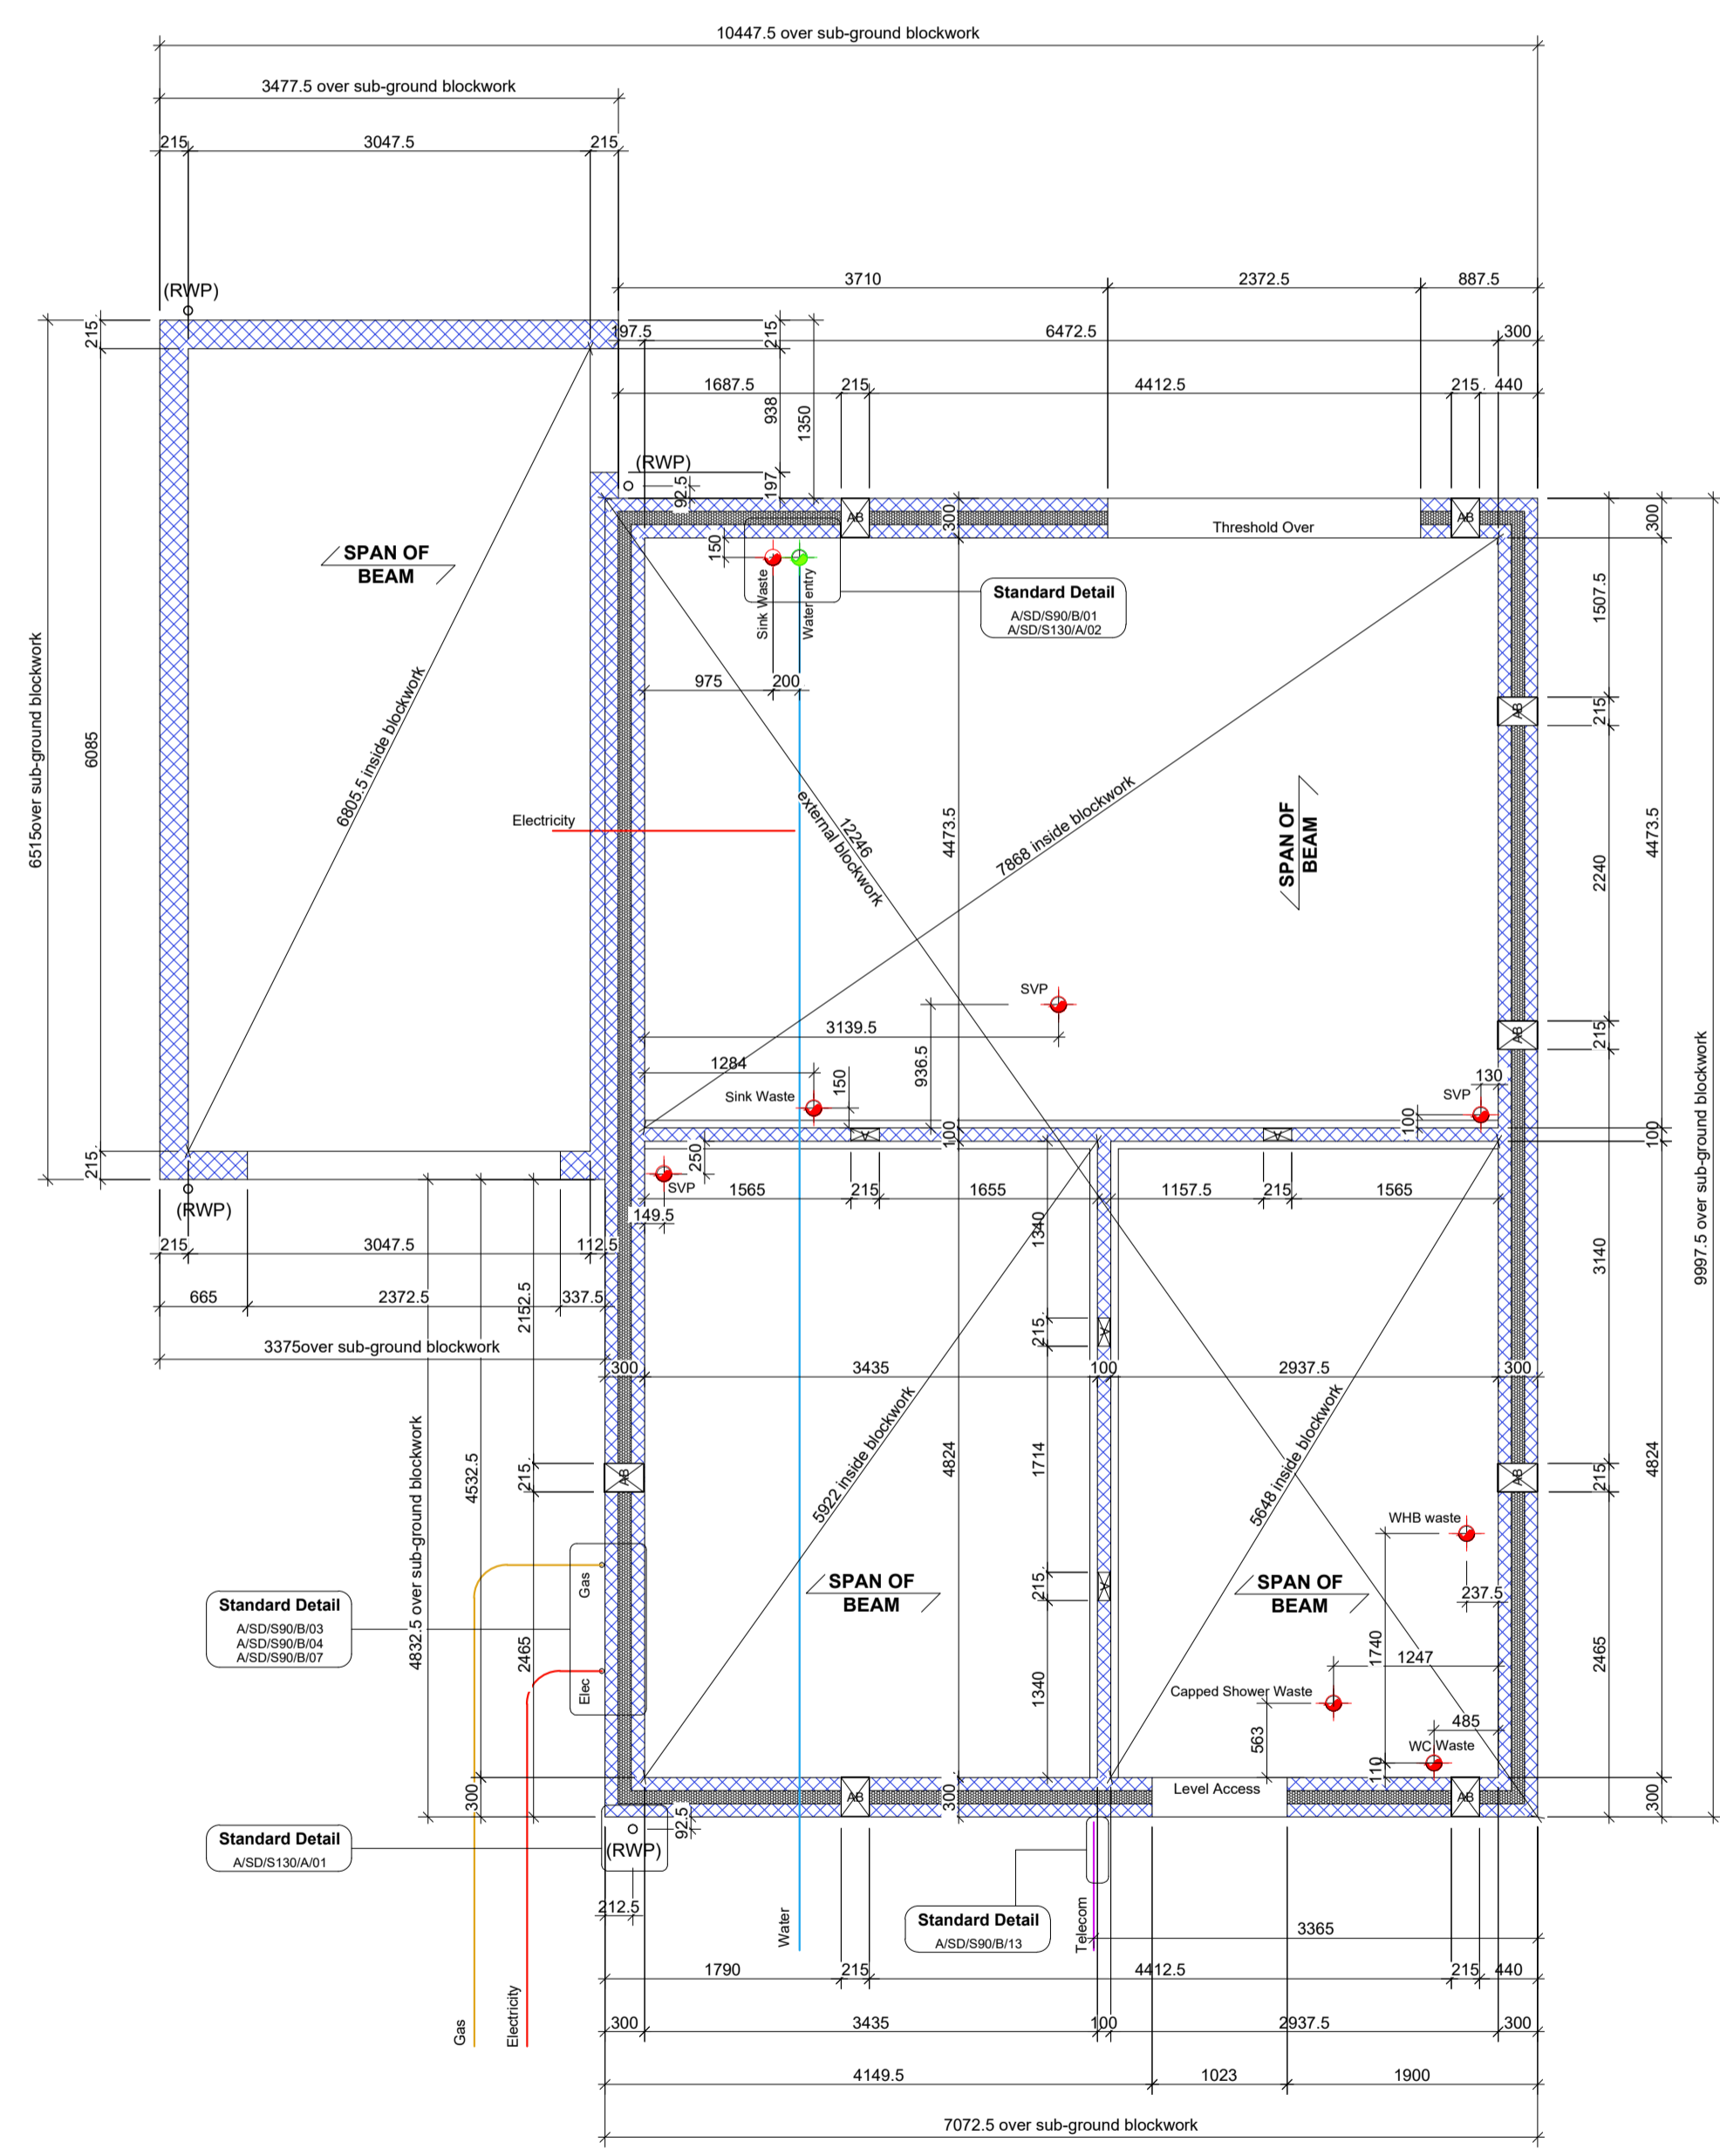 10447.5 over sub-ground blockwork
3477.5 over sub-ground blockwork
215
3047.5
215
3710
2372.5
887.5
(RWP)
197.5
215
6472.5
300
215
1687.5
215
4412.5
215
440
938
1350
(RWP)
92.5
197
300
AB
AB
Threshold Over
300
SPAN OF
BEAM
150
Sink Waste
Water entry
Standard Detail
A/SD/S90/B/01
A/SD/S130/A/02
1507.5
975
200
AB
215
6515over sub-ground blockwork
6085
6805.5 inside blockwork
Electricity
12246
external blockwork
4473.5
7868 inside blockwork
SPAN OF
BEAM
2240
4473.5
SVP
3139.5
936.5
AB
215
1284
150
Sink Waste
130
SVP
100
9997.5 over sub-ground blockwork
A
100
A
100
215
250
SVP
(RWP)
1565
215
1655
1157.5
215
1565
149.5
1340
215
3047.5
112.5
3140
665
2372.5
337.5
2152.5
3375over sub-ground blockwork
215
A
300
3435
100
2937.5
300
4832.5 over sub-ground blockwork
4532.5
215
AB
5922 inside blockwork
4824
1714
5648 inside blockwork
AB
215
4824
WHB waste
Gas
SPAN OF
BEAM
215
A
SPAN OF
BEAM
237.5
Standard Detail
A/SD/S90/B/03
A/SD/S90/B/04
A/SD/S90/B/07
2465
Elec
1340
1740
1247
2465
Capped Shower Waste
563
485
WC Waste
110
300
AB
300
Level Access
AB
300
92.5
Standard Detail
A/SD/S130/A/01
(RWP)
212.5
Water
Standard Detail
A/SD/S90/B/13
Telecom
3365
1790
215
4412.5
215
440
Gas
Electricity
300
3435
100
2937.5
300
4149.5
1023
1900
7072.5 over sub-ground blockwork